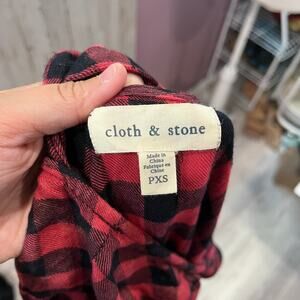 cloth & stone
Made in
China
Fabriqué en
Chine
PXS